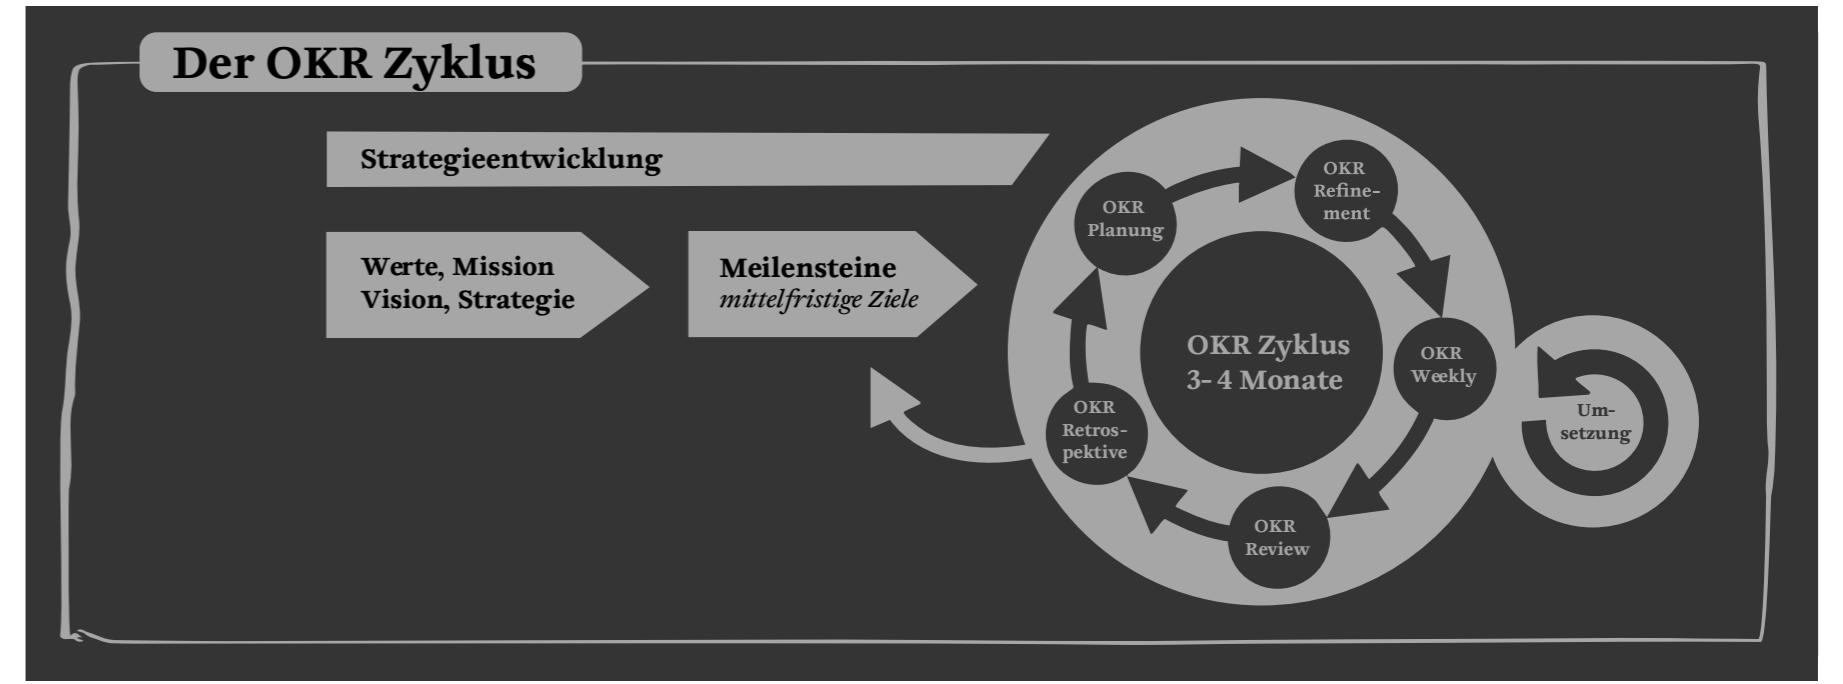 Der OKR Zyklus
Strategieentwicklung
Werte, Mission
Vision, Strategie
Meilensteine
mittelfristige Ziele
OKR
Planung
OKR
Refine-
ment
OKR
Weekly
OKR
Review
OKR
Retros-
pektive
OKR Zyklus
3- 4 Monate
Um-
setzung